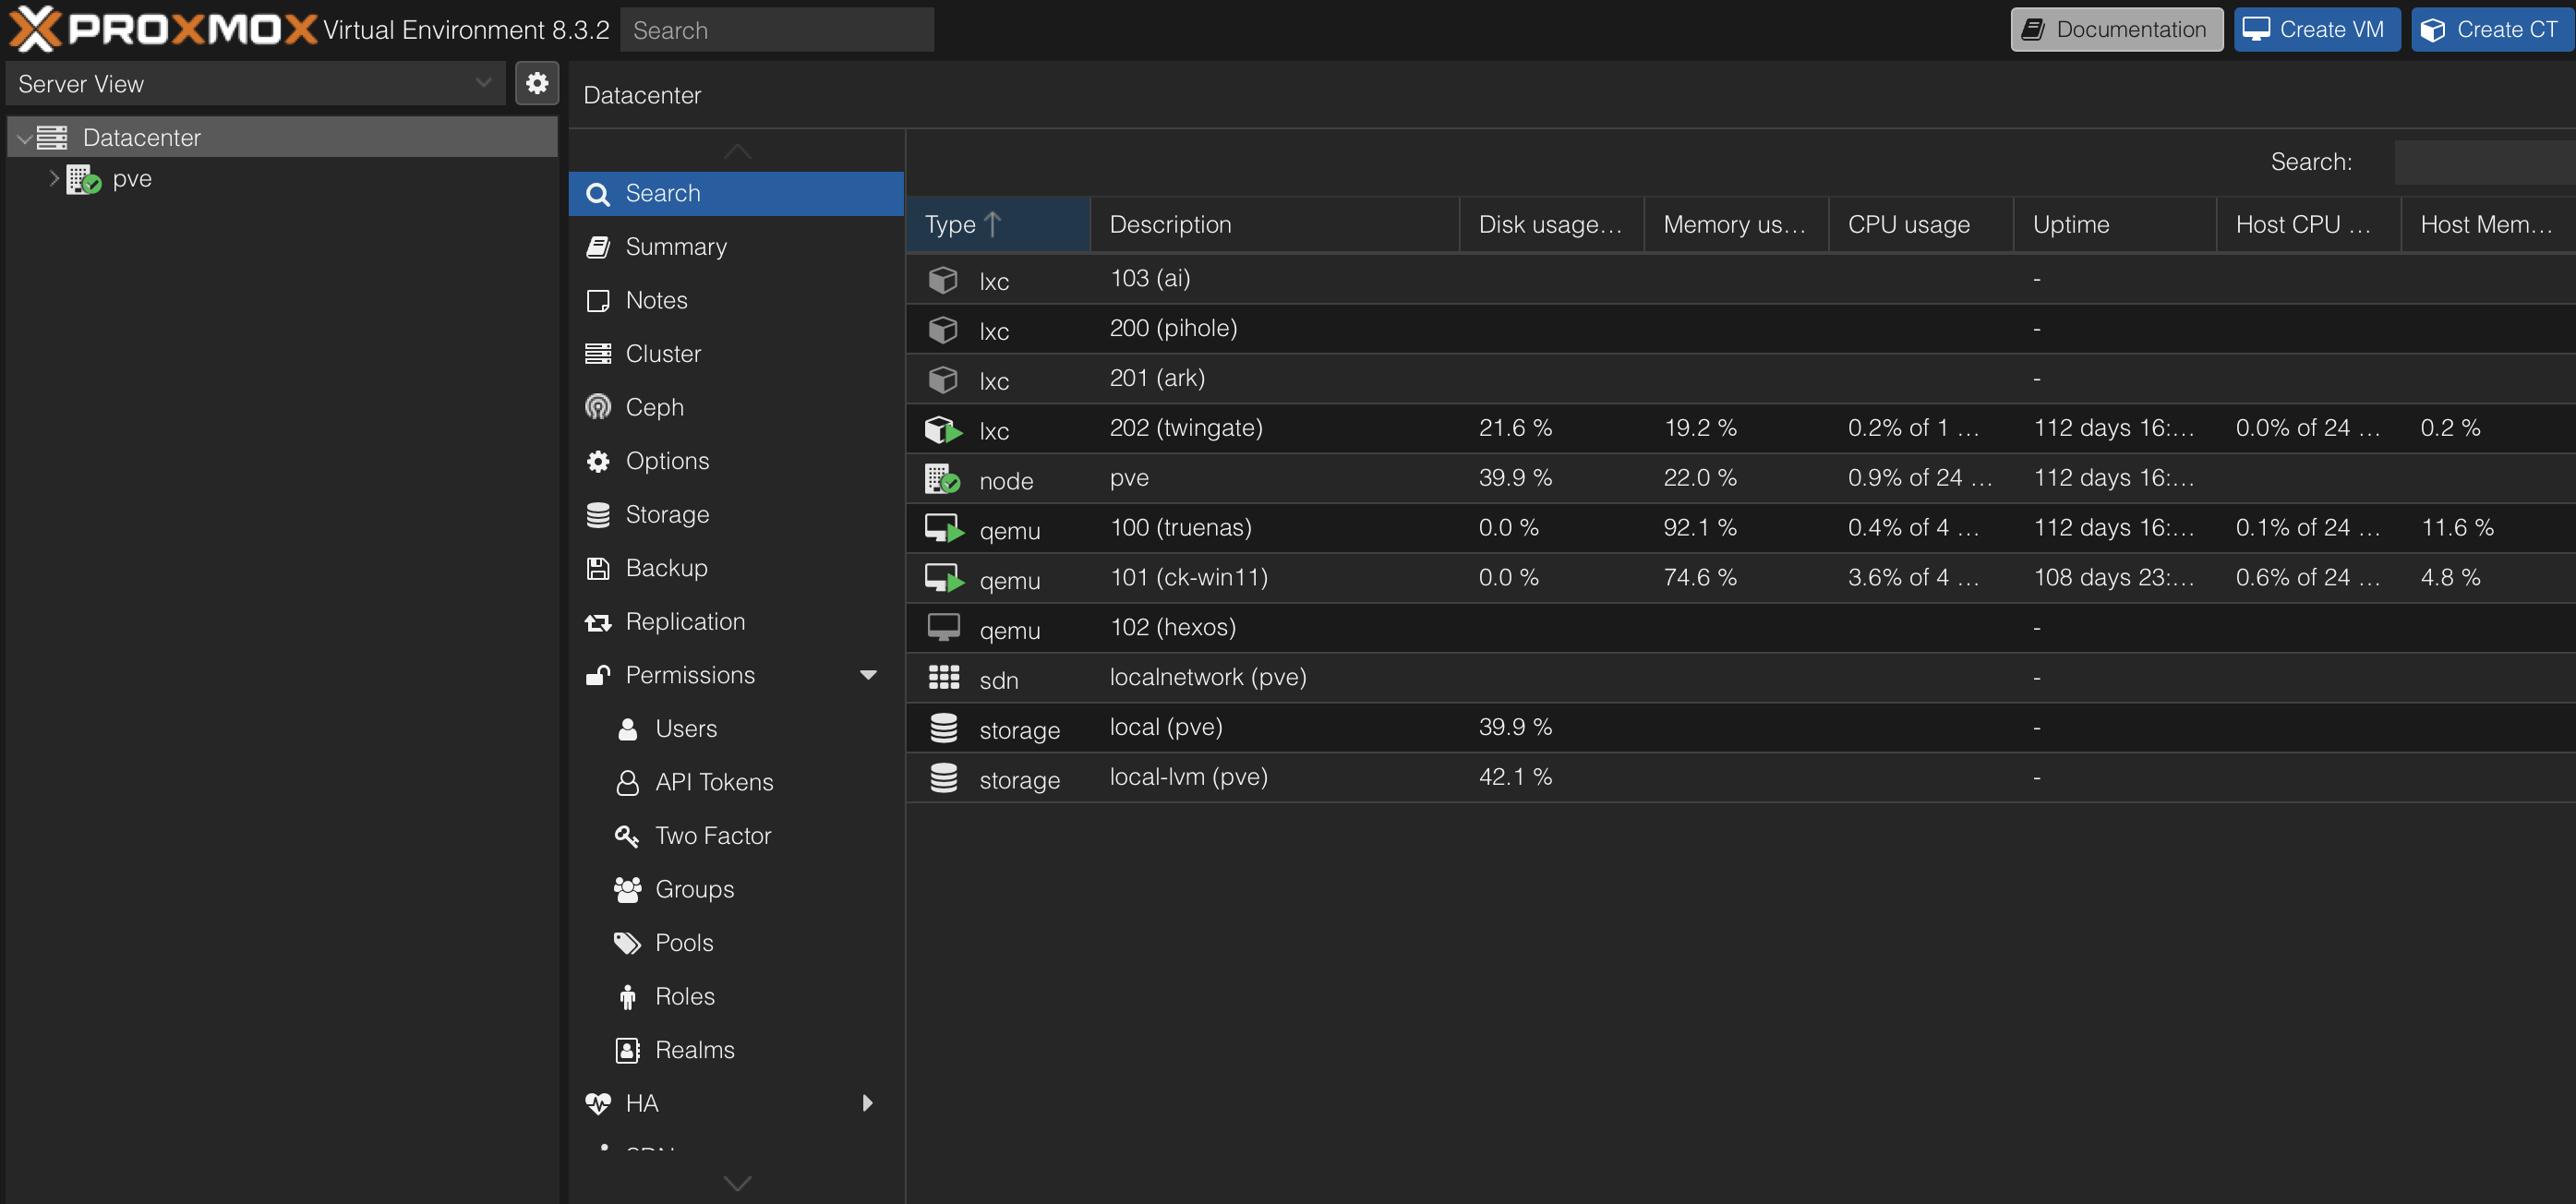 PROXMOX Virtual Environment 8.3.2 Search Documentation Create VM Create CT
Server View
Datacenter
pve
Datacenter
Search
Summary
Notes
Cluster
Ceph
Options
Storage
Backup
Replication
Permissions
Users
API Tokens
Two Factor
Groups
Pools
Roles
Realms
HA
Search:
Type Description Disk usage... Memory us... CPU usage Uptime Host CPU ... Host Mem...
lxc 103 (ai) -
lxc 200 (pihole) -
lxc 201 (ark) -
lxc 202 (twingate) 21.6 % 19.2 % 0.2% of 1 ... 112 days 16:... 0.0% of 24 ... 0.2 %
node pve 39.9 % 22.0 % 0.9% of 24 ... 112 days 16:...
qemu 100 (truenas) 0.0 % 92.1 % 0.4% of 4 ... 112 days 16:... 0.1% of 24 ... 11.6 %
qemu 101 (ck-win11) 0.0 % 74.6 % 3.6% of 4 ... 108 days 23:... 0.6% of 24 ... 4.8 %
qemu 102 (hexos) -
sdn localnetwork (pve) -
storage local (pve) 39.9 % -
storage local-lvm (pve) 42.1 % -